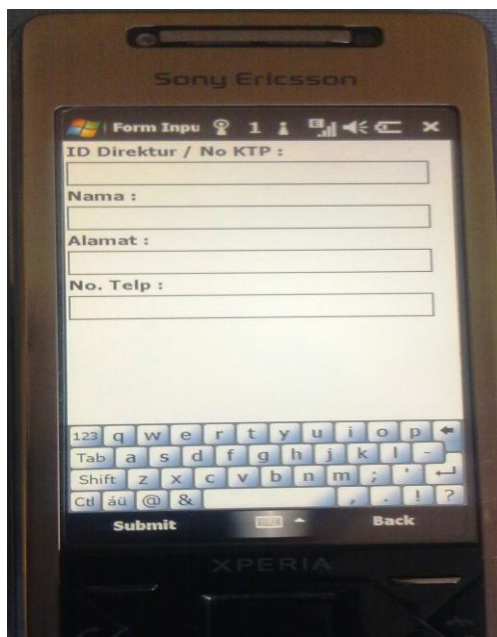 Sony Ericsson
Form Inpu 1
ID Direktur / No KTP :
Nama :
Alamat :
No. Telp :
123 q w e r t y u i o p
Tab a s d f g h j k l -
Shift z x c v b n m ; '
Ctl áü @ & , . ! ?
Submit Back
XPERIA